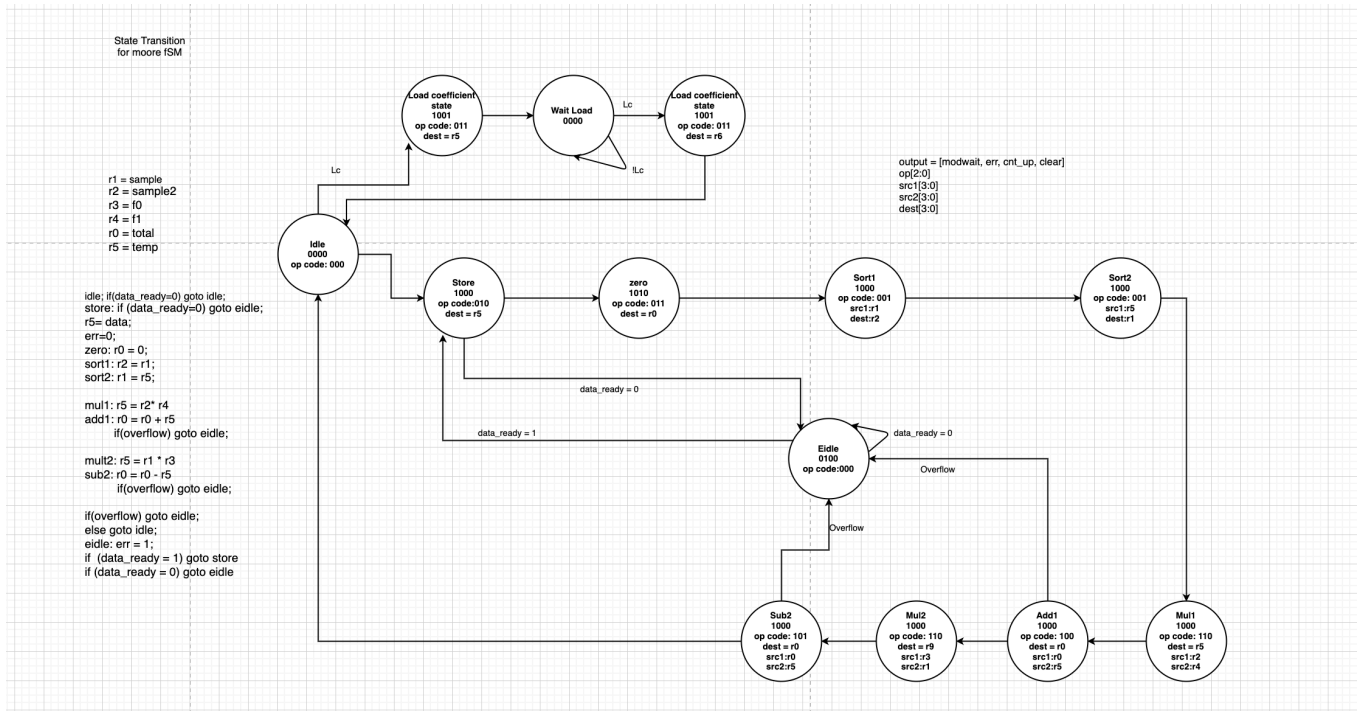 State Transition
for moore fSM
Load coefficient
state
1001
op code: 011
dest = r5
Wait Load
0000
Lc
Load coefficient
state
1001
op code: 011
dest = r6
!Lc
Lc
output = [modwait, err, cnt_up, clear]
op[2:0]
src1[3:0]
src2[3:0]
dest[3:0]
r1 = sample
r2 = sample2
r3 = f0
r4 = f1
r0 = total
r5 = temp
Idle
0000
op code: 000
Store
1000
op code:010
dest = r5
zero
1010
op code: 011
dest = r0
Sort1
1000
op code: 001
src1:r1
dest:r2
Sort2
1000
op code: 001
src1:r5
dest:r1
idle; if(data_ready=0) goto idle;
store: if (data_ready=0) goto eidle;
r5= data;
err=0;
zero: r0 = 0;
sort1: r2 = r1;
sort2: r1 = r5;
mul1: r5 = r2* r4
add1: r0 = r0 + r5
if(overflow) goto eidle;
mult2: r5 = r1 * r3
sub2: r0 = r0 - r5
if(overflow) goto eidle;
if(overflow) goto eidle;
else goto idle;
eidle: err = 1;
if (data_ready = 1) goto store
if (data_ready = 0) goto eidle
data_ready = 0
data_ready = 1
Eidle
0100
op code:000
data_ready = 0
Overflow
Overflow
Sub2
1000
op code: 101
dest = r0
src1:r0
src2:r5
Mul2
1000
op code: 110
dest = r9
src1:r3
src2:r1
Add1
1000
op code: 100
dest = r0
src1:r0
src2:r5
Mul1
1000
op code: 110
dest = r5
src1:r2
src2:r4